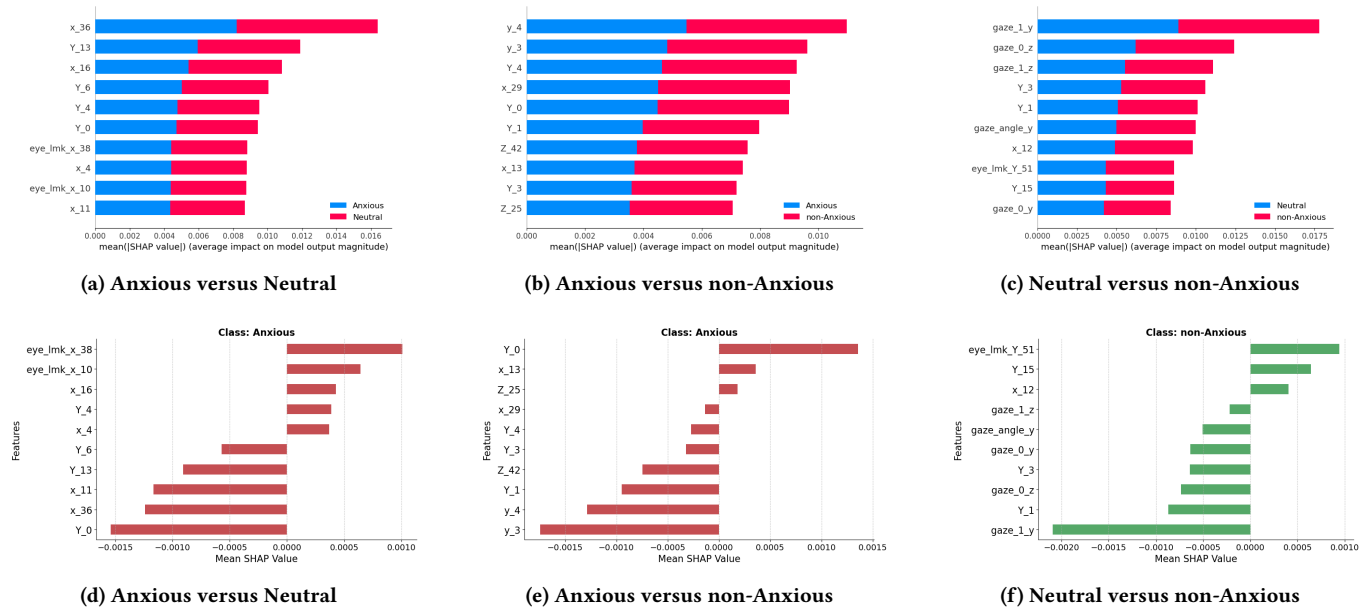 x_36
Y_13
x_16
Y_6
Y_4
Y_0
eye_lmk_x_38
x_4
eye_lmk_x_10
x_11
Anxious
Neutral
0.000 0.002 0.004 0.006 0.008 0.010 0.012 0.014 0.016
mean(|SHAP value|) (average impact on model output magnitude)
(a) Anxious versus Neutral
y_4
y_3
Y_4
x_29
Y_0
Y_1
Z_42
x_13
Y_3
Z_25
Anxious
non-Anxious
0.000 0.002 0.004 0.006 0.008 0.010
mean(|SHAP value|) (average impact on model output magnitude)
(b) Anxious versus non-Anxious
gaze_1_y
gaze_0_z
gaze_1_z
Y_3
Y_1
gaze_angle_y
x_12
eye_lmk_Y_51
Y_15
gaze_0_y
Neutral
non-Anxious
0.0000 0.0025 0.0050 0.0075 0.0100 0.0125 0.0150 0.0175
mean(|SHAP value|) (average impact on model output magnitude)
(c) Neutral versus non-Anxious
Class: Anxious
Features
eye_lmk_x_38
eye_lmk_x_10
x_16
Y_4
x_4
Y_6
Y_13
x_11
x_36
Y_0
−0.0015 −0.0010 −0.0005 0.0000 0.0005 0.0010
Mean SHAP Value
(d) Anxious versus Neutral
Class: Anxious
Features
Y_0
x_13
Z_25
x_29
Y_4
Y_3
Z_42
Y_1
y_4
y_3
−0.0015 −0.0010 −0.0005 0.0000 0.0005 0.0010 0.0015
Mean SHAP Value
(e) Anxious versus non-Anxious
Class: non-Anxious
Features
eye_lmk_Y_51
Y_15
x_12
gaze_1_z
gaze_angle_y
gaze_0_y
Y_3
gaze_0_z
Y_1
gaze_1_y
−0.0020 −0.0015 −0.0010 −0.0005 0.0000 0.0005 0.0010
Mean SHAP Value
(f) Neutral versus non-Anxious